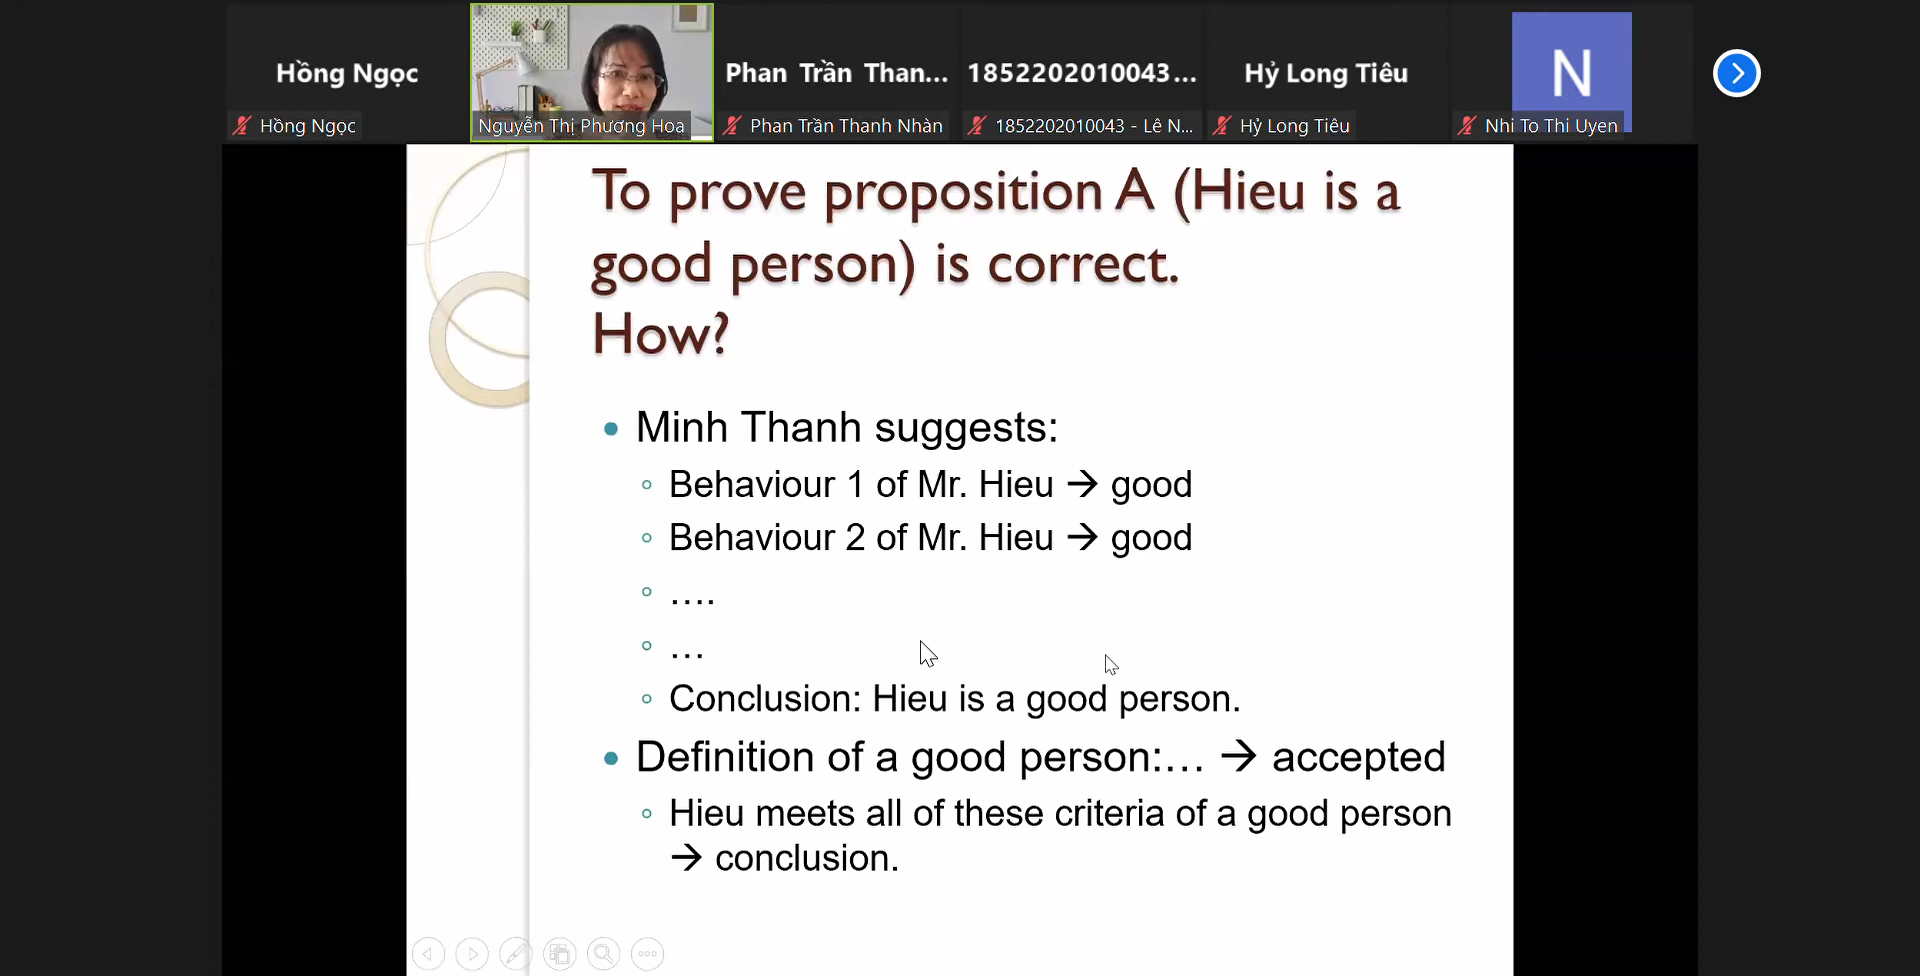 Hồng Ngọc
Phan Trần Than...
1852202010043...
Hỷ Long Tiêu
N
Hồng Ngọc
Nguyễn Thị Phương Hoa
Phan Trần Thanh Nhàn
1852202010043 - Lê N...
Hỷ Long Tiêu
Nhi To Thi Uyen
To prove proposition A (Hieu is a
good person) is correct.
How?
Minh Thanh suggests:
Behaviour 1 of Mr. Hieu → good
Behaviour 2 of Mr. Hieu → good
....
...
Conclusion: Hieu is a good person.
Definition of a good person:... → accepted
Hieu meets all of these criteria of a good person
→ conclusion.